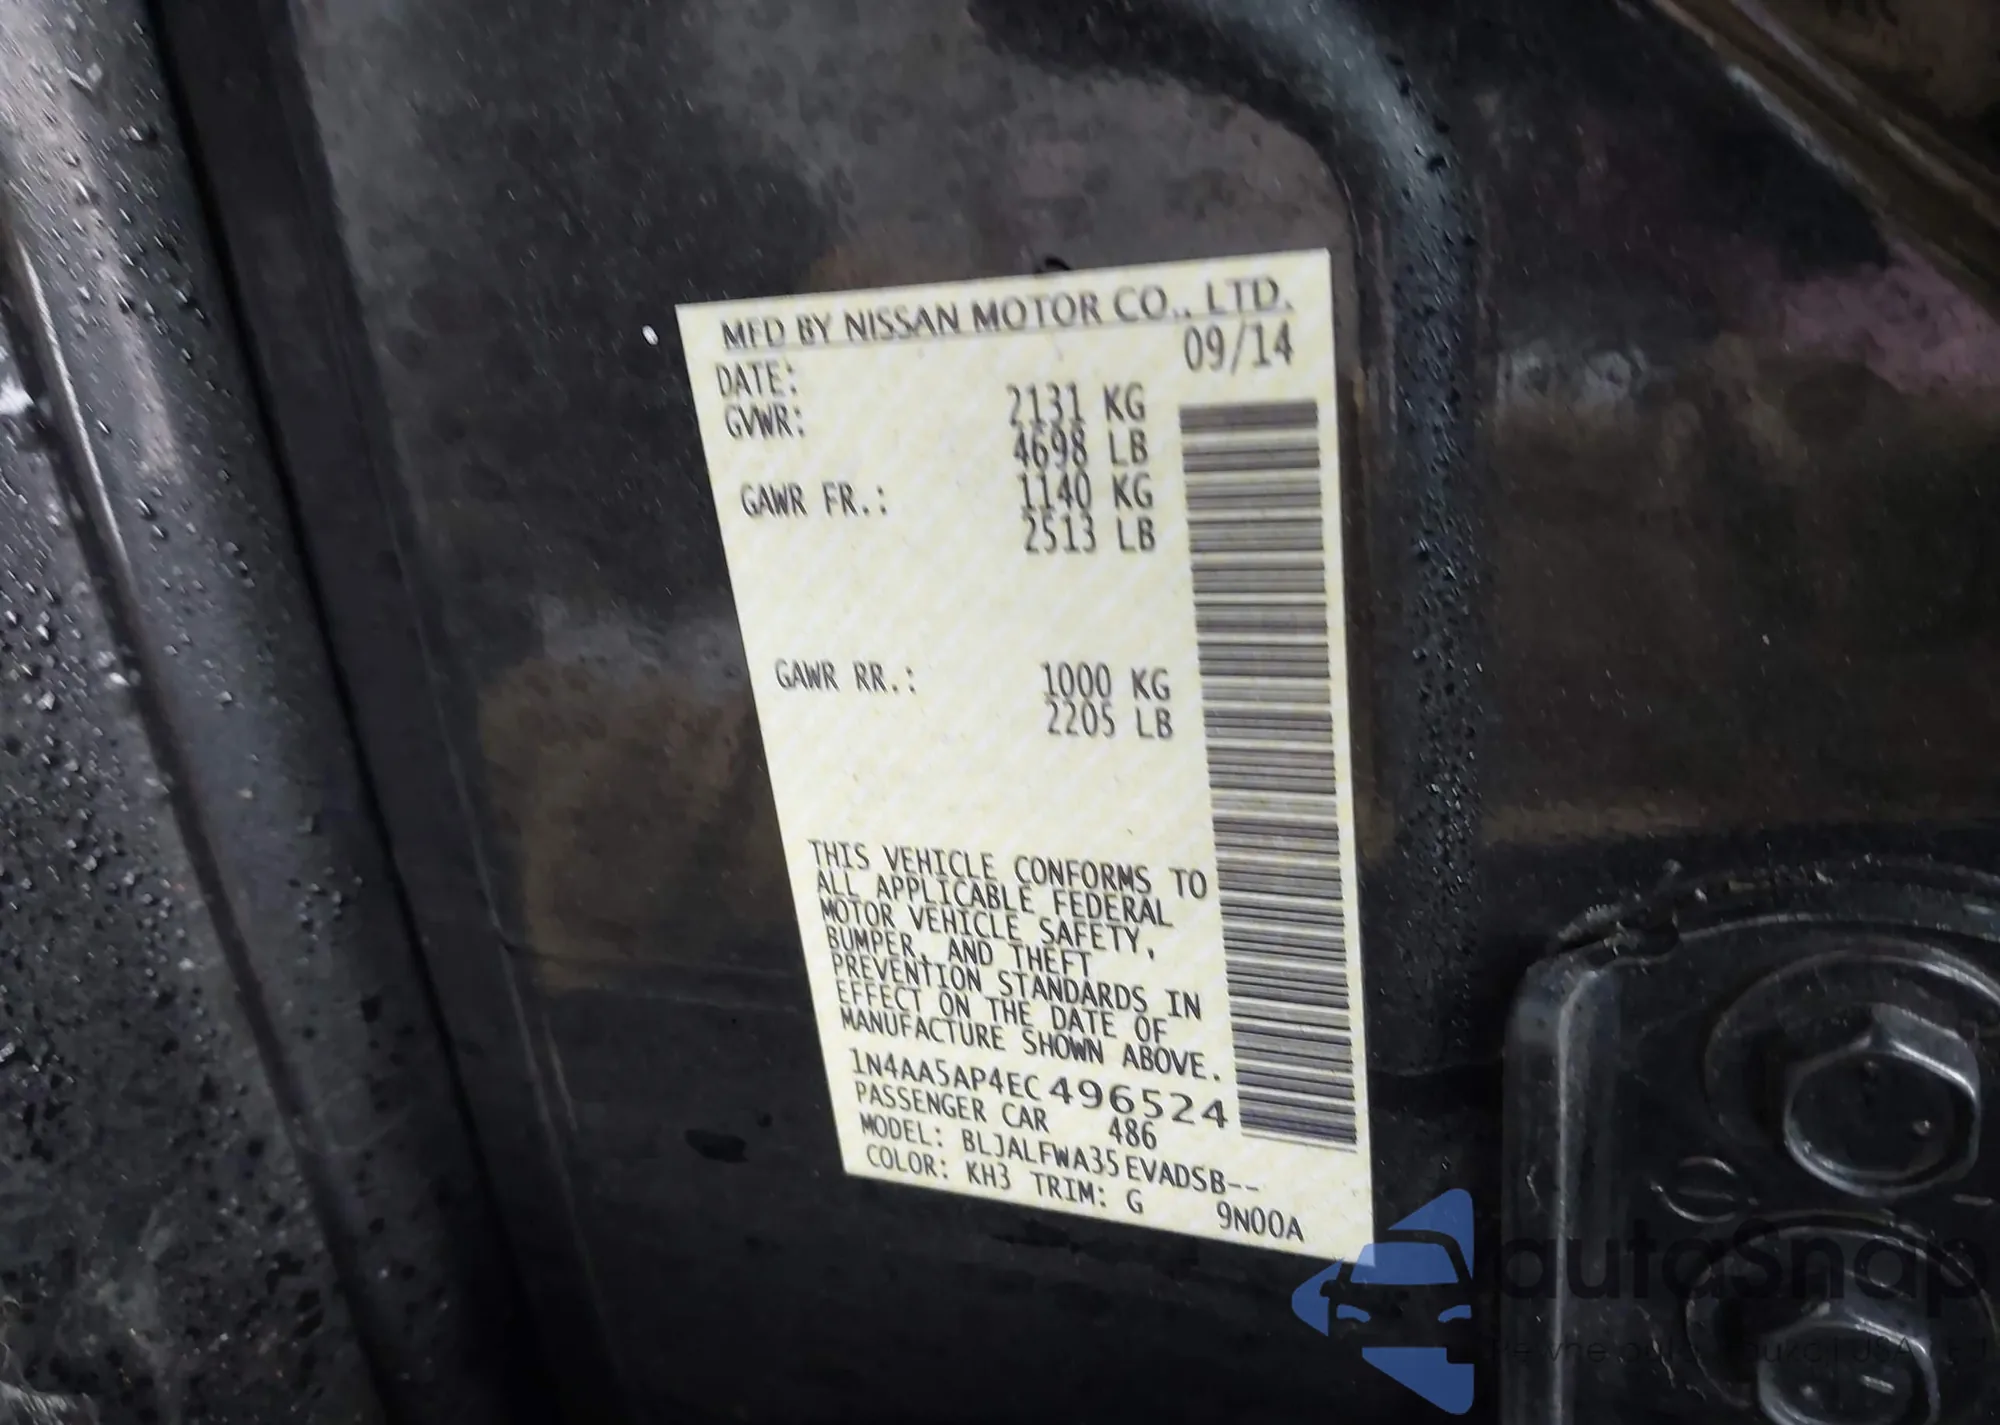 MFD BY NISSAN MOTOR CO., LTD.
DATE: 09/14
GVWR: 2131 KG
4698 LB
GAWR FR.: 1140 KG
2513 LB
GAWR RR.: 1000 KG
2205 LB
THIS VEHICLE CONFORMS TO
ALL APPLICABLE FEDERAL
MOTOR VEHICLE SAFETY,
BUMPER, AND THEFT
PREVENTION STANDARDS IN
EFFECT ON THE DATE OF
MANUFACTURE SHOWN ABOVE.
1N4AA5AP4EC496524
PASSENGER CAR 486
MODEL: BLJALFWA35EVADSB--
COLOR: KH3 TRIM: G 9N00A
autoSnap